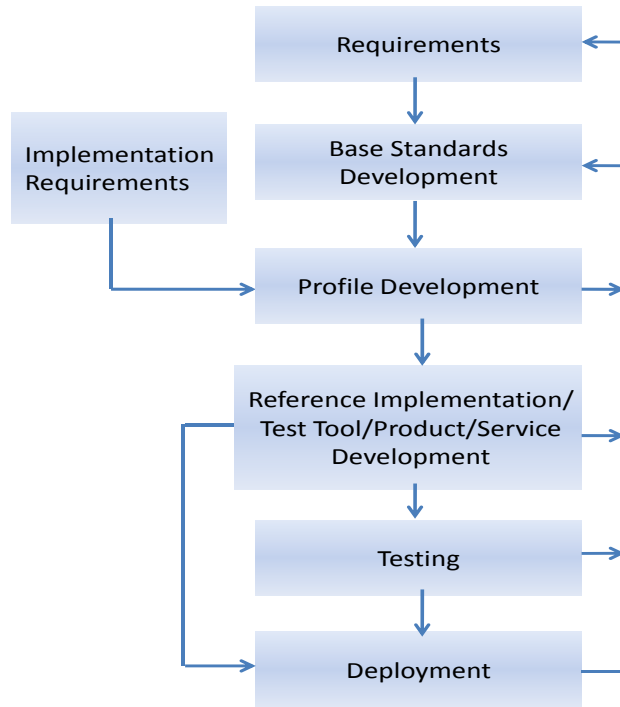 Requirements
Implementation
Requirements
Base Standards
Development
Profile Development
Reference Implementation/
Test Tool/Product/Service
Development
Testing
Deployment